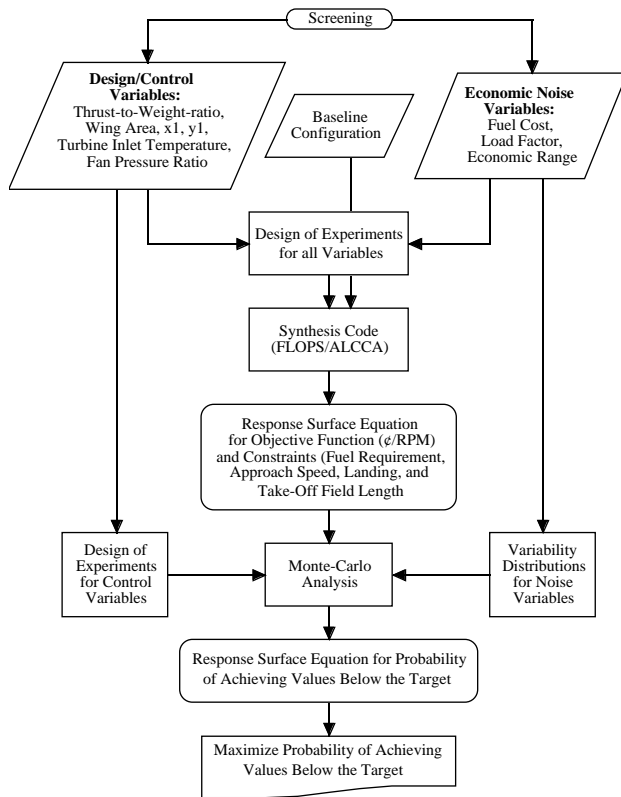 Screening
Design/Control
Variables:
Thrust-to-Weight-ratio,
Wing Area, x1, y1,
Turbine Inlet Temperature,
Fan Pressure Ratio
Baseline
Configuration
Economic Noise
Variables:
Fuel Cost,
Load Factor,
Economic Range
Design of Experiments
for all Variables
Synthesis Code
(FLOPS/ALCCA)
Response Surface Equation
for Objective Function (¢/RPM)
and Constraints (Fuel Requirement,
Approach Speed, Landing, and
Take-Off Field Length
Design of
Experiments
for Control
Variables
Monte-Carlo
Analysis
Variability
Distributions
for Noise
Variables
Response Surface Equation for Probability
of Achieving Values Below the Target
Maximize Probability of Achieving
Values Below the Target